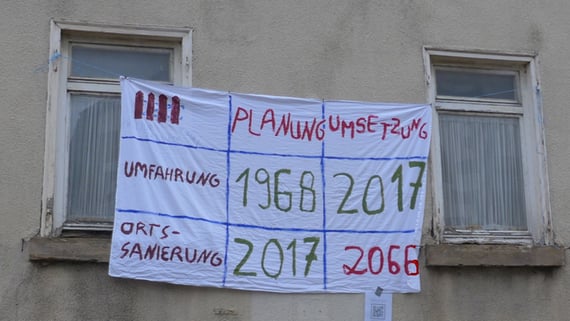 PLANUNG UMSETZUNG
UMFAHRUNG 1968 2017
ORTS-
SANIERUNG 2017 2066